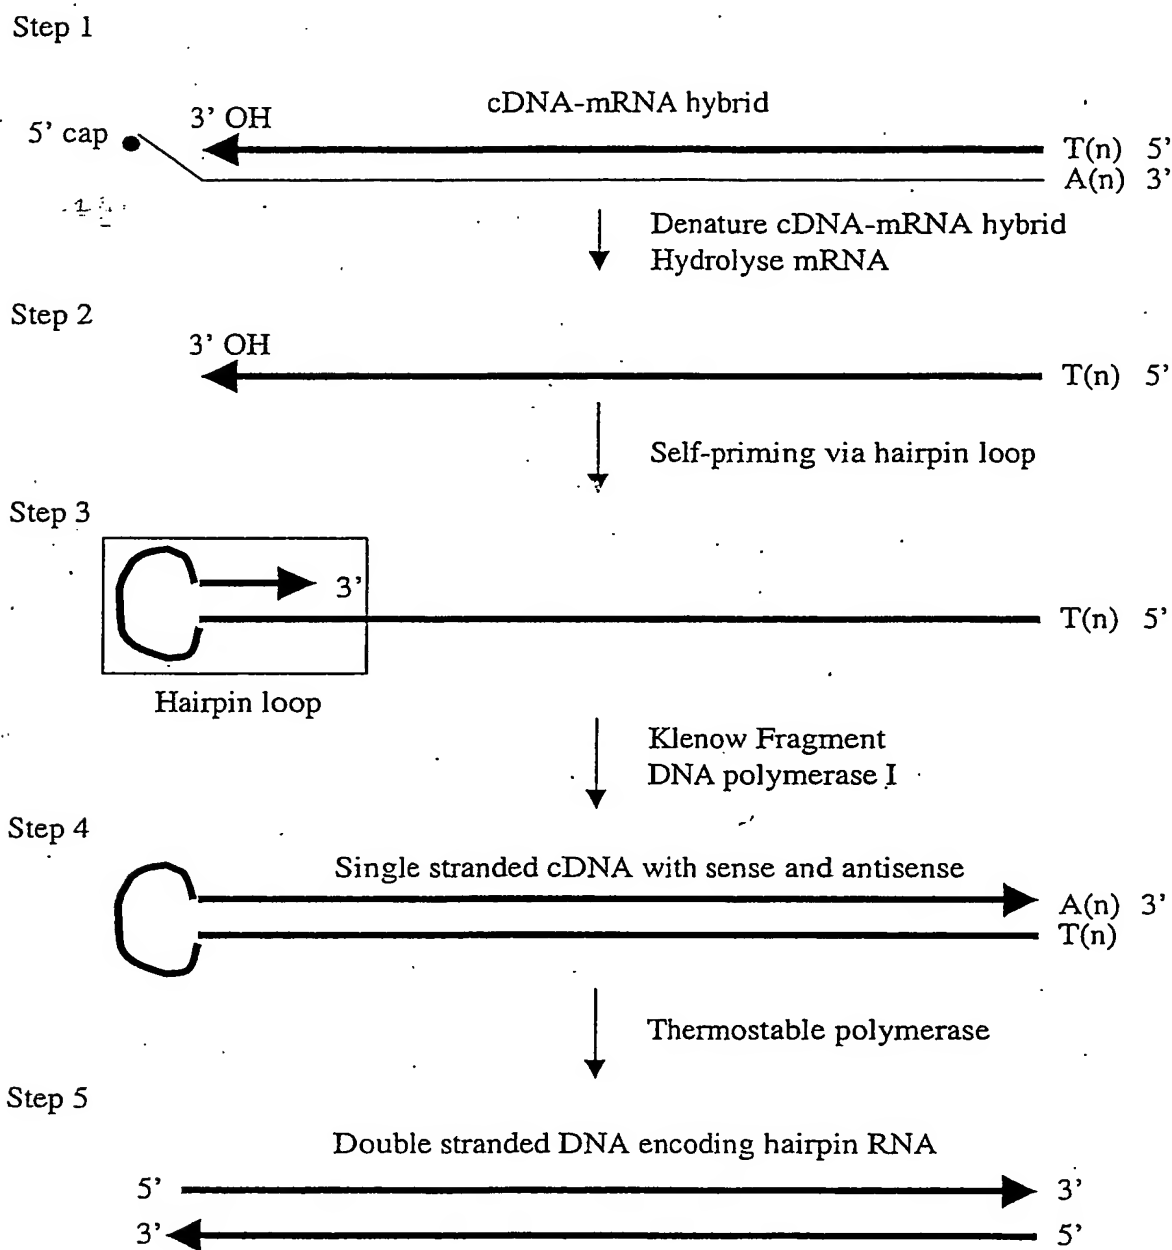 Step 1
cDNA-mRNA hybrid
3' OH
5' cap
T(n) 5'
A(n) 3'
Denature cDNA-mRNA hybrid
Hydrolyse mRNA
Step 2
3' OH
T(n) 5'
Self-priming via hairpin loop
Step 3
3'
T(n) 5'
Hairpin loop
Klenow Fragment
DNA polymerase I
Step 4
Single stranded cDNA with sense and antisense
A(n) 3'
T(n)
Thermostable polymerase
Step 5
Double stranded DNA encoding hairpin RNA
5' 3'
3' 5'